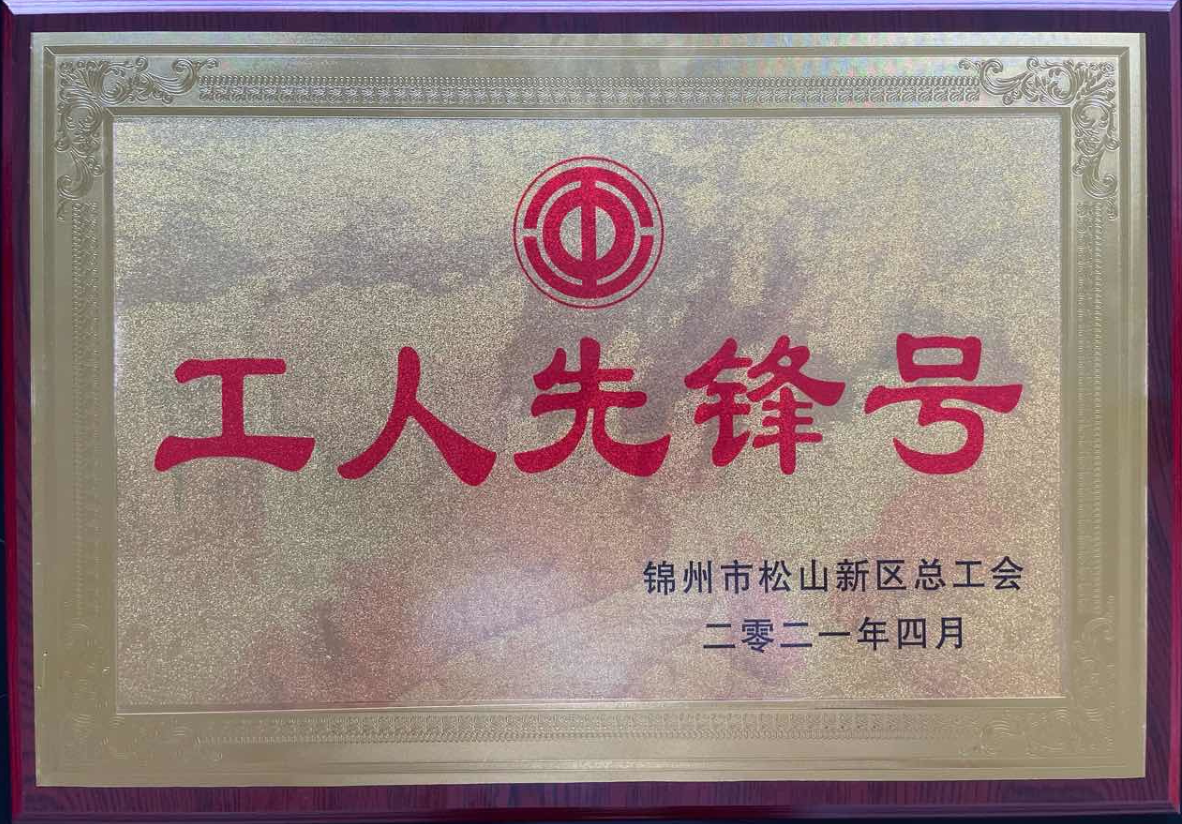 工人先锋号
锦州市松山新区总工会
二零二一年四月